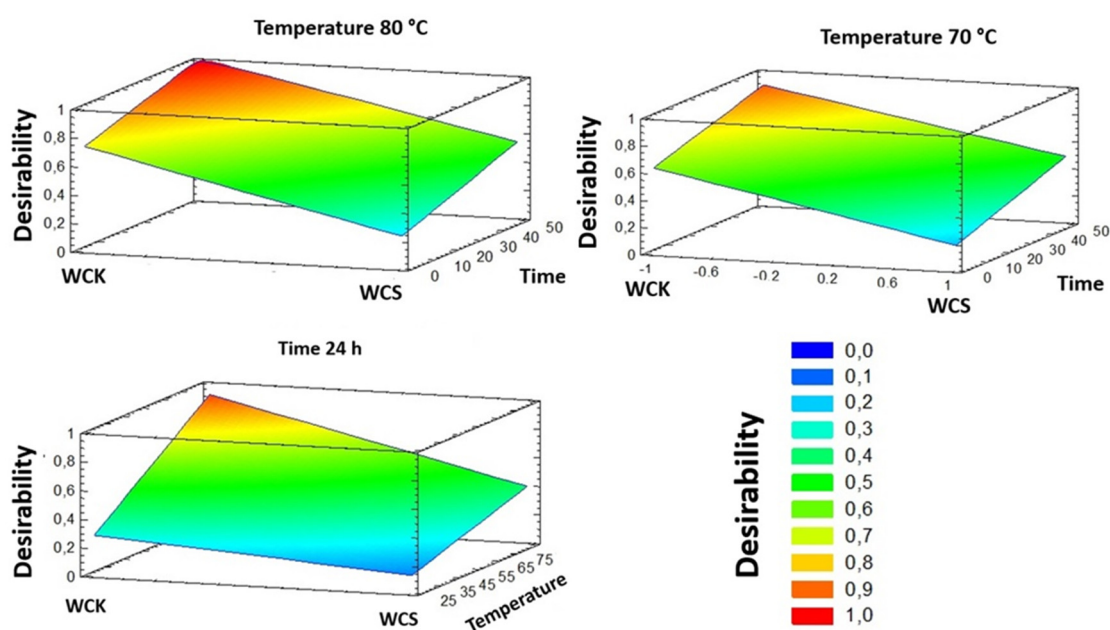 Temperature 80 °C
Desirability
1
0,8
0,6
0,4
0,2
0
WCK
WCS
0 10 20 30 40 50
Time
Temperature 70 °C
Desirability
1
0,8
0,6
0,4
0,2
0
-1 -0.6 -0.2 0.2 0.6 1
WCK
WCS
0 10 20 30 40 50
Time
Time 24 h
Desirability
1
0.8
0.6
0,4
0,2
0
WCK
WCS
25 35 45 55 65 75
Temperature
Desirability
0,0
0,1
0,2
0,3
0,4
0,5
0,6
0,7
0,8
0,9
1,0